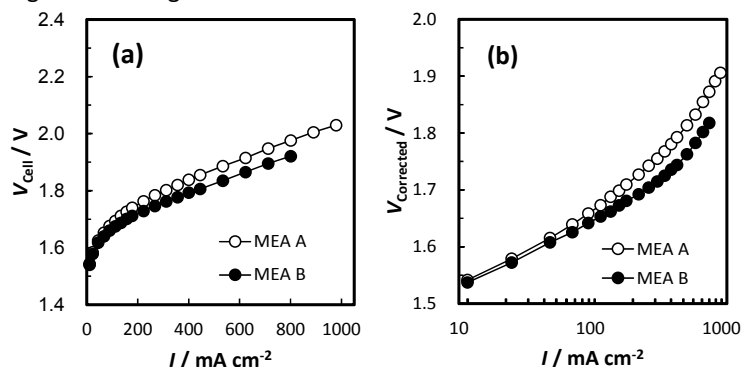 (a)
2.4
2.2
2.0
1.8
1.6
1.4
V_Cell / V
MEA A
MEA B
0 200 400 600 800 1000
I / mA cm⁻²
(b)
2.0
1.9
1.8
1.7
1.6
1.5
V_Corrected / V
MEA A
MEA B
10 100 1000
I / mA cm⁻²